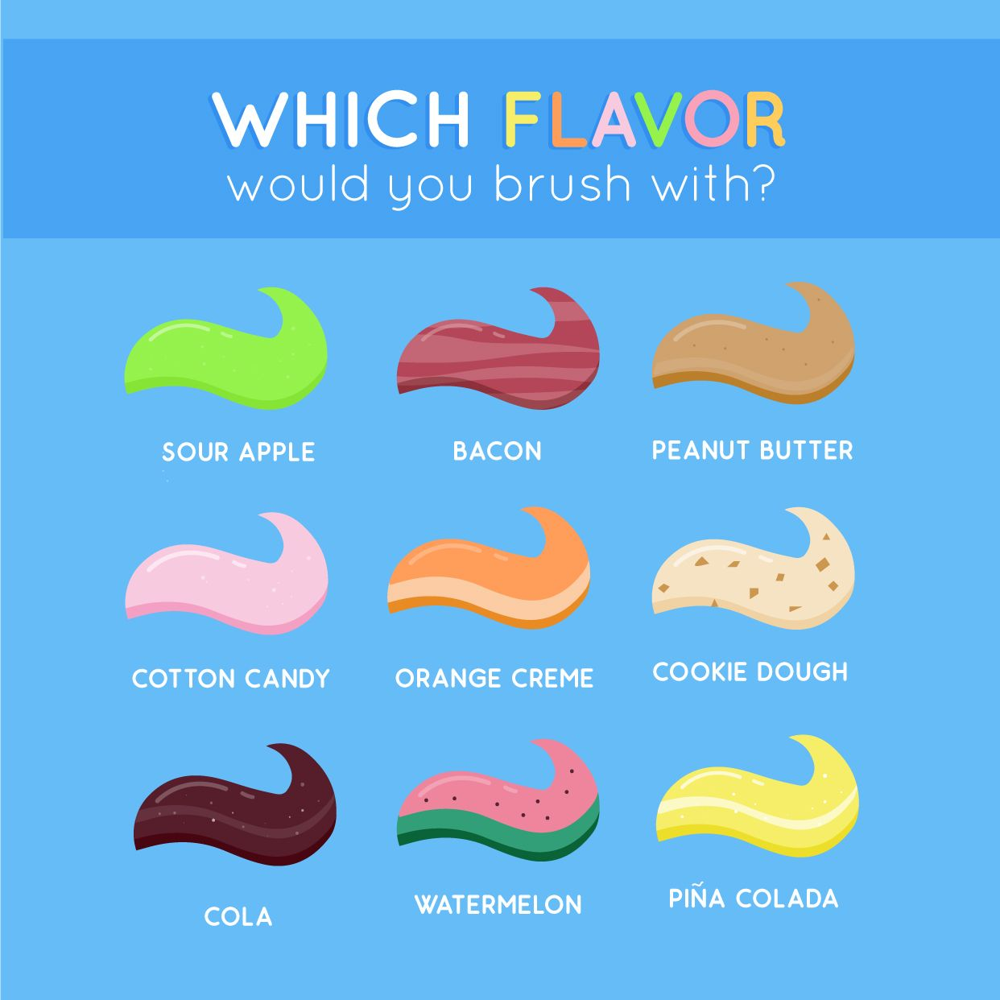 WHICH FLAVOR
would you brush with?
SOUR APPLE
BACON
PEANUT BUTTER
COTTON CANDY
ORANGE CREME
COOKIE DOUGH
COLA
WATERMELON
PIÑA COLADA